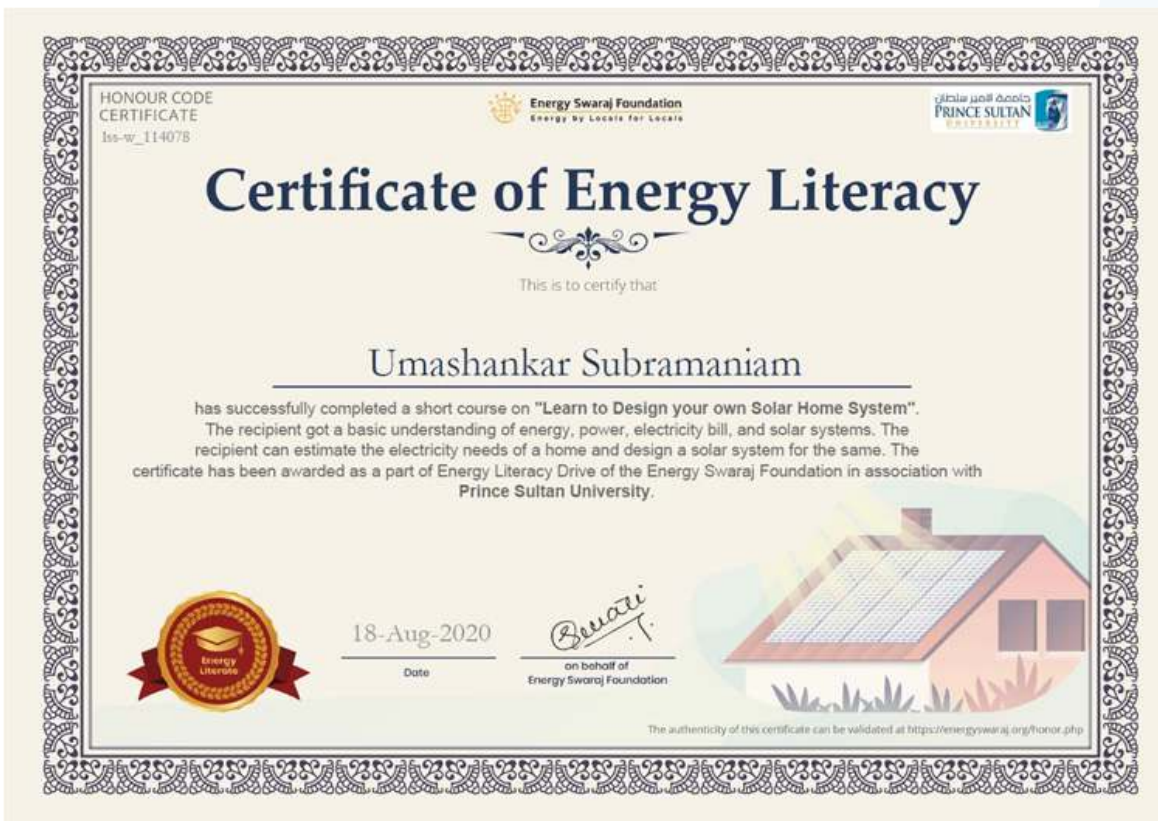 HONOUR CODE
CERTIFICATE
Iss-w_114078
Energy Swaraj Foundation
Energy by Locals for Locals
جامعة الأمير سلطان
PRINCE SULTAN
UNIVERSITY
Certificate of Energy Literacy
This is to certify that
Umashankar Subramaniam
has successfully completed a short course on "Learn to Design your own Solar Home System".
The recipient got a basic understanding of energy, power, electricity bill, and solar systems. The
recipient can estimate the electricity needs of a home and design a solar system for the same. The
certificate has been awarded as a part of Energy Literacy Drive of the Energy Swaraj Foundation in association with
Prince Sultan University.
Energy
Literate
18-Aug-2020
Date
on behalf of
Energy Swaraj Foundation
The authenticity of this certificate can be validated at https://energyswaraj.org/honor.php